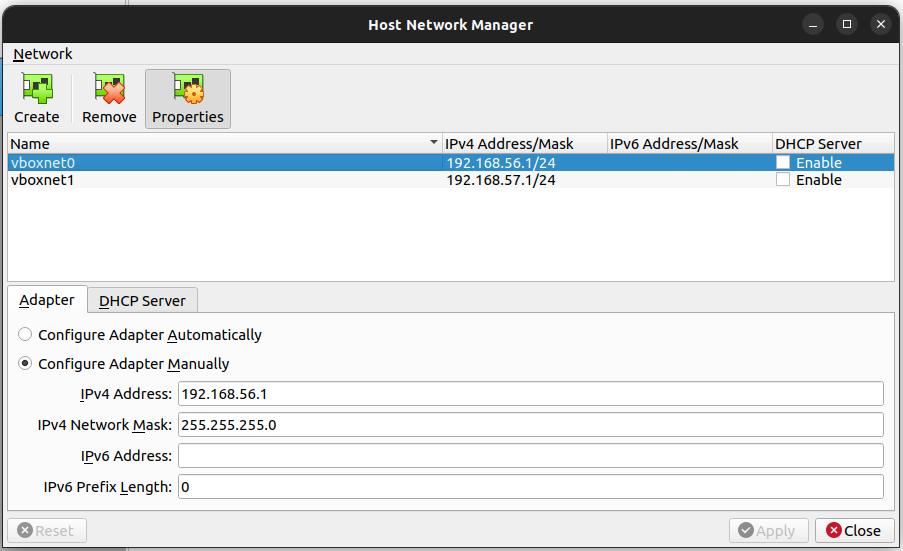 Host Network Manager
Network
Create Remove Properties
Name IPv4 Address/Mask IPv6 Address/Mask DHCP Server
vboxnet0 192.168.56.1/24 Enable
vboxnet1 192.168.57.1/24 Enable
Adapter DHCP Server
Configure Adapter Automatically
Configure Adapter Manually
IPv4 Address: 192.168.56.1
IPv4 Network Mask: 255.255.255.0
IPv6 Address:
IPv6 Prefix Length: 0
Reset Apply Close